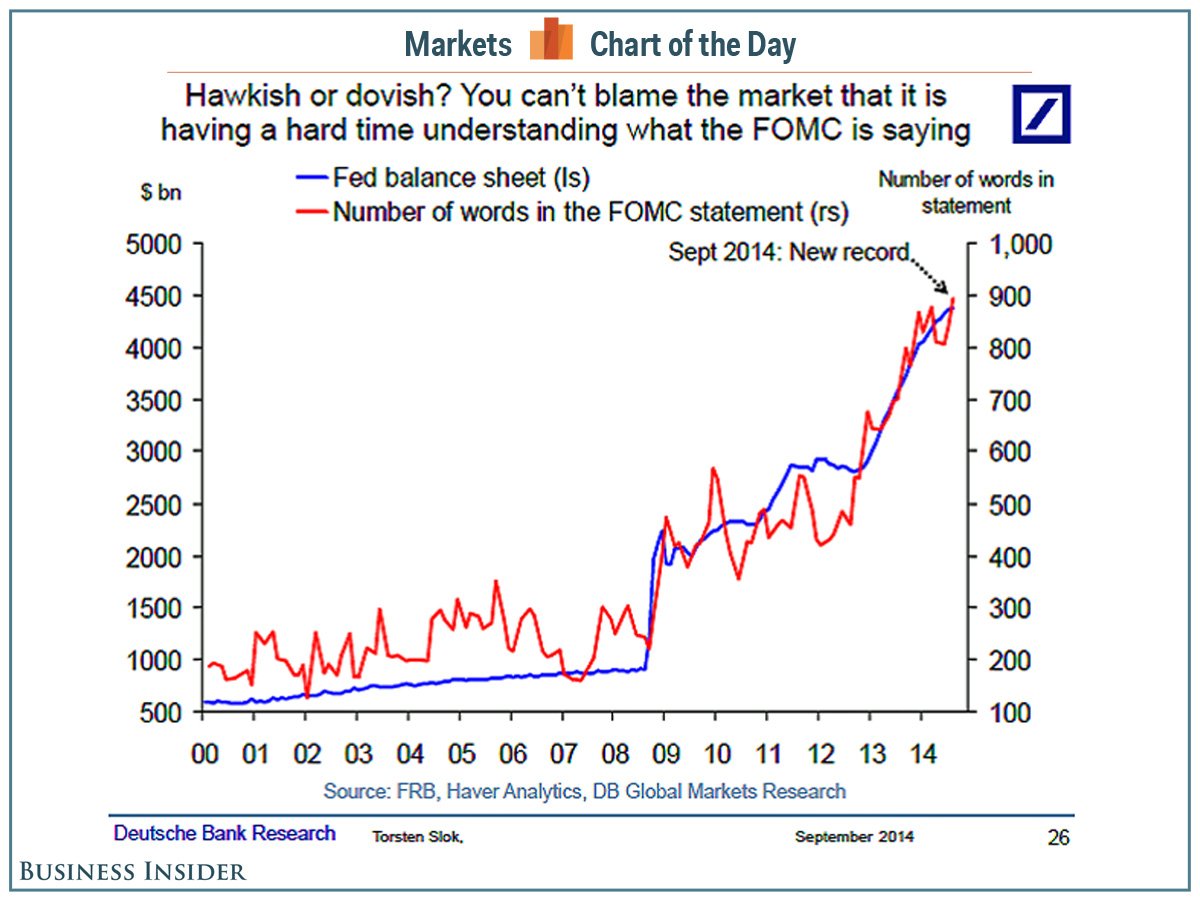 Markets Chart of the Day
Hawkish or dovish? You can't blame the market that it is
having a hard time understanding what the FOMC is saying
$ bn
Fed balance sheet (ls)
Number of words in the FOMC statement (rs)
Number of words in
statement
Sept 2014: New record
5000
4500
4000
3500
3000
2500
2000
1500
1000
500
1,000
900
800
700
600
500
400
300
200
100
00 01 02 03 04 05 06 07 08 09 10 11 12 13 14
Source: FRB, Haver Analytics, DB Global Markets Research
Deutsche Bank Research Torsten Slok, September 2014 26
BUSINESS INSIDER